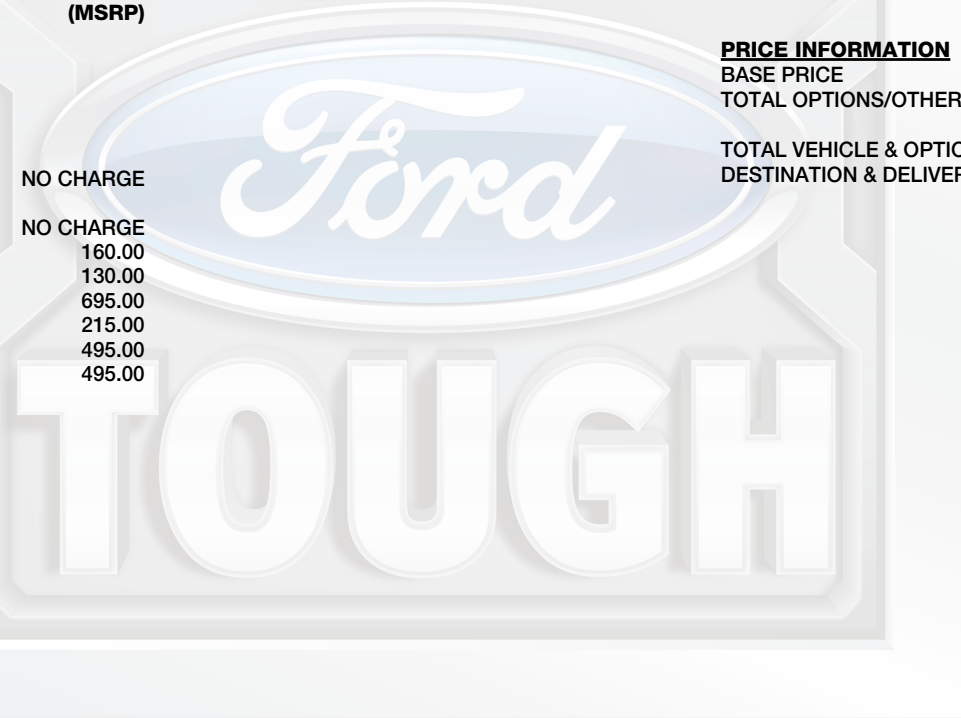 (MSRP)
NO CHARGE
NO CHARGE
160.00
130.00
695.00
215.00
495.00
495.00
PRICE INFORMATION
BASE PRICE
TOTAL OPTIONS/OTHER
TOTAL VEHICLE & OPTIO
DESTINATION & DELIVER
Ford
TOUGH